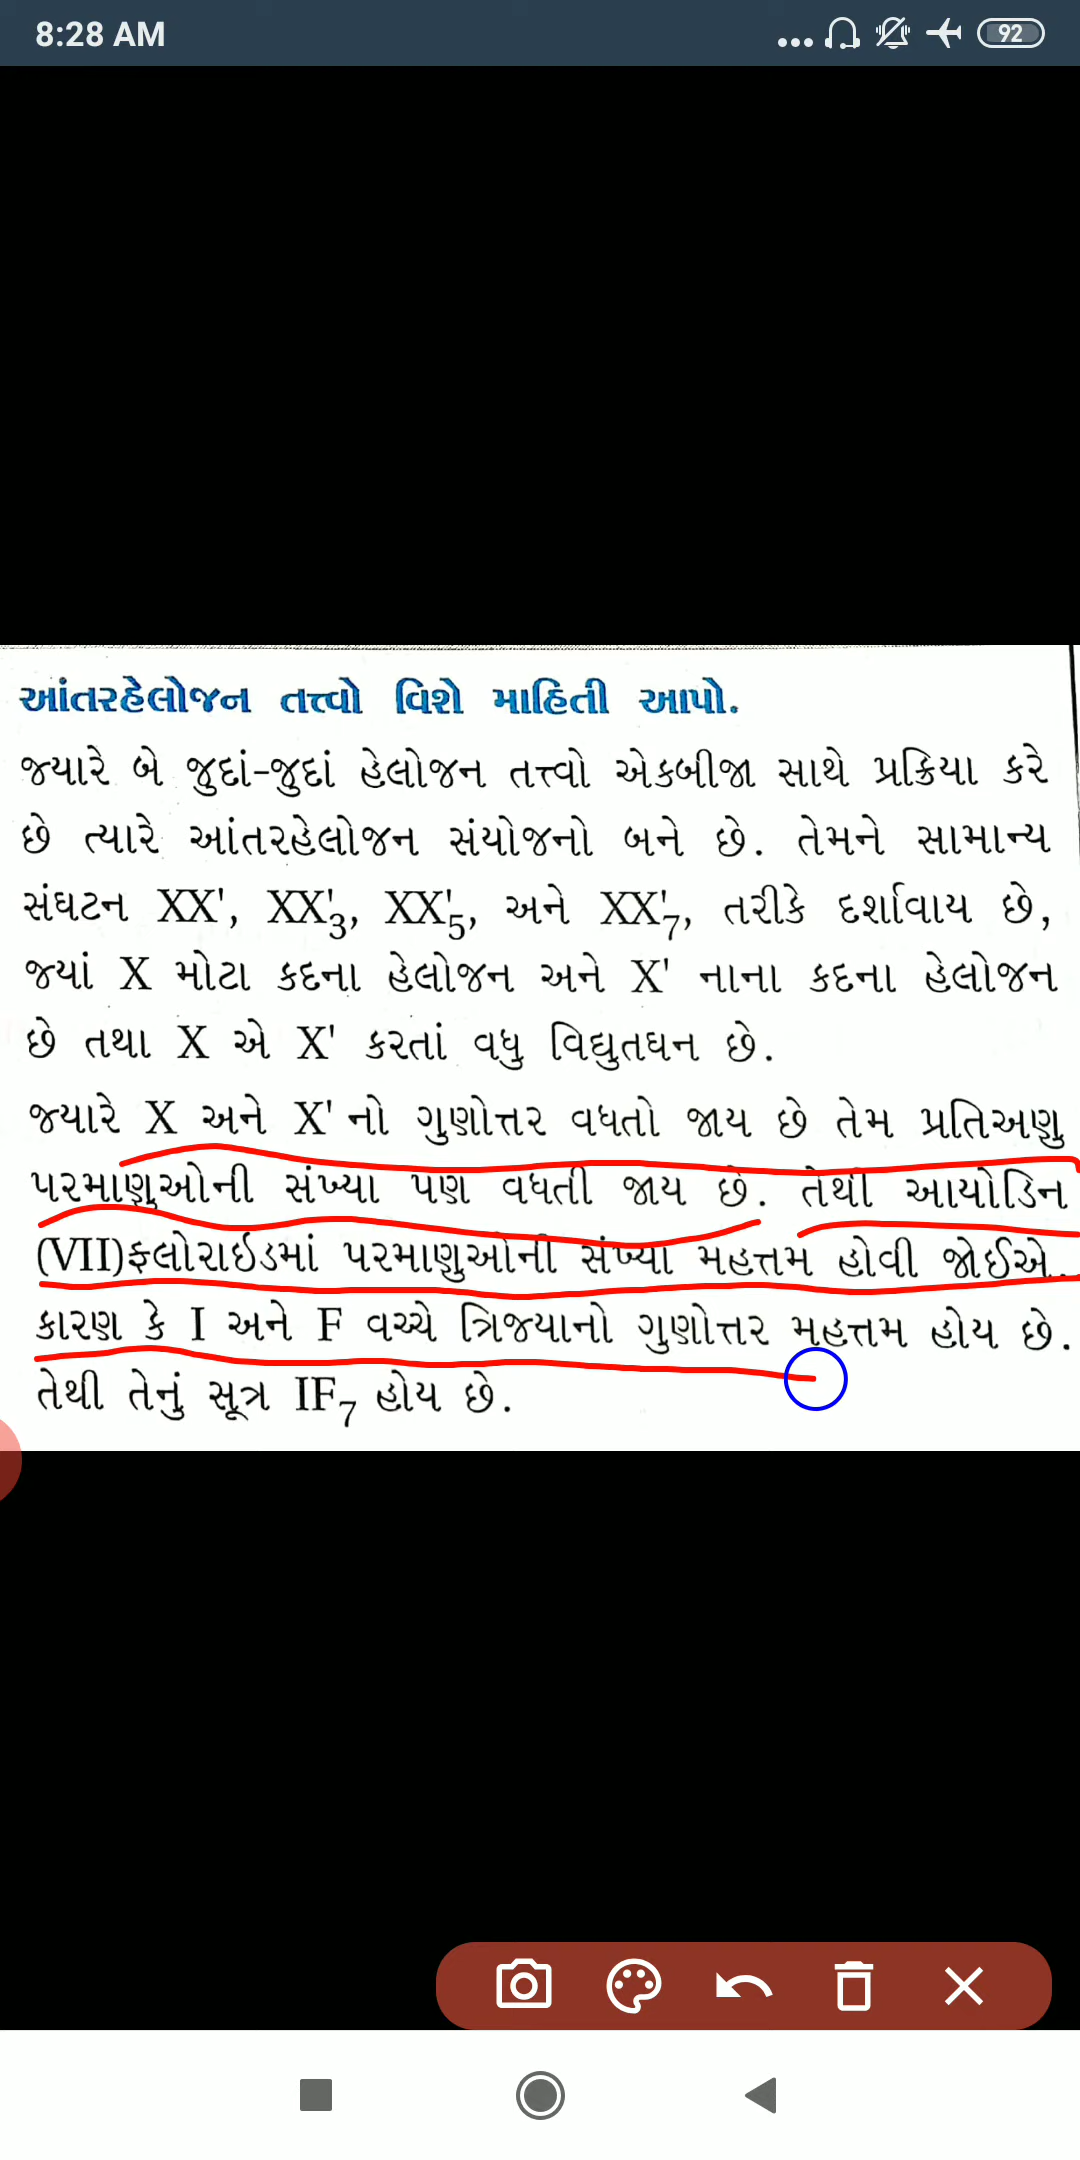 8:28 AM
92
આંતરહેલોજન તત્ત્વો વિશે માહિતી આપો.
જ્યારે બે જુદાં-જુદાં હેલોજન તત્ત્વો એકબીજા સાથે પ્રક્રિયા કરે
છે ત્યારે આંતરહેલોજન સંયોજનો બને છે. તેમને સામાન્ય
સંઘટન XX', XX'₃, XX'₅, અને XX'₇, તરીકે દર્શાવાય છે,
જ્યાં X મોટા કદના હેલોજન અને X' નાના કદના હેલોજન
છે તથા X એ X' કરતાં વધુ વિદ્યુતઘન છે.
જ્યારે X અને X' નો ગુણોત્તર વધતો જાય છે તેમ પ્રતિઅણુ
પરમાણુઓની સંખ્યા પણ વધતી જાય છે. તેથી આયોડિન
(VII)ફ્લોરાઇડમાં પરમાણુઓની સંખ્યા મહત્તમ હોવી જોઈએ.
કારણ કે I અને F વચ્ચે ત્રિજ્યાનો ગુણોત્તર મહત્તમ હોય છે.
તેથી તેનું સૂત્ર IF₇ હોય છે.